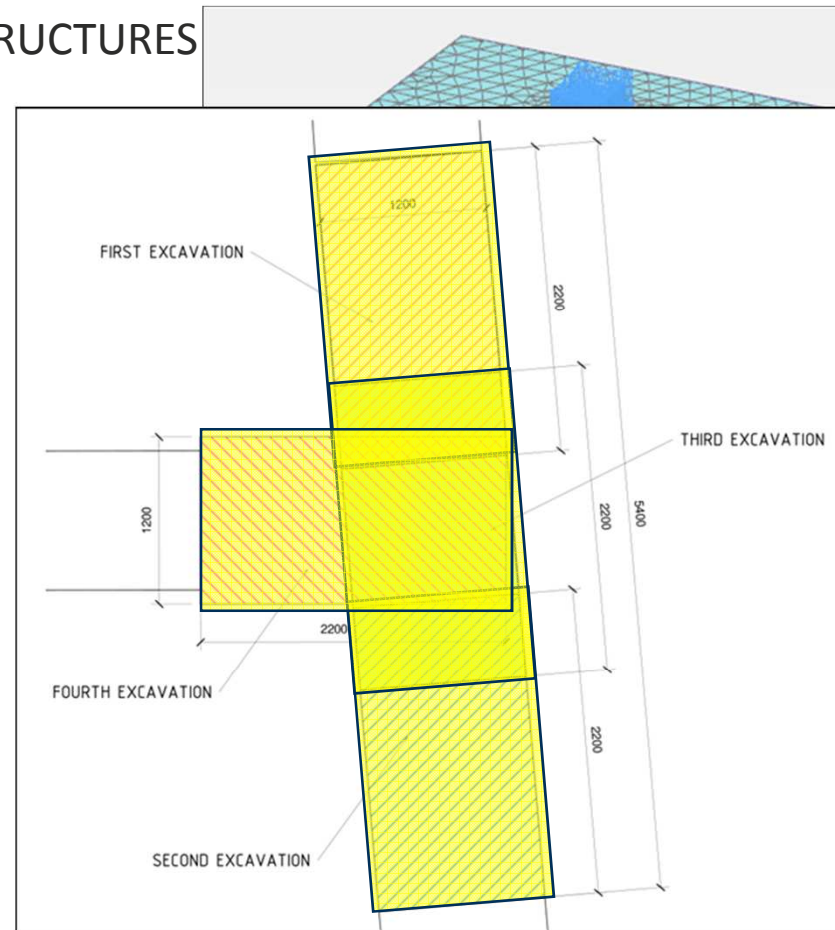 RUCTURES
1200
FIRST EXCAVATION
2200
THIRD EXCAVATION
1200
2200
5400
2200
FOURTH EXCAVATION
2200
SECOND EXCAVATION